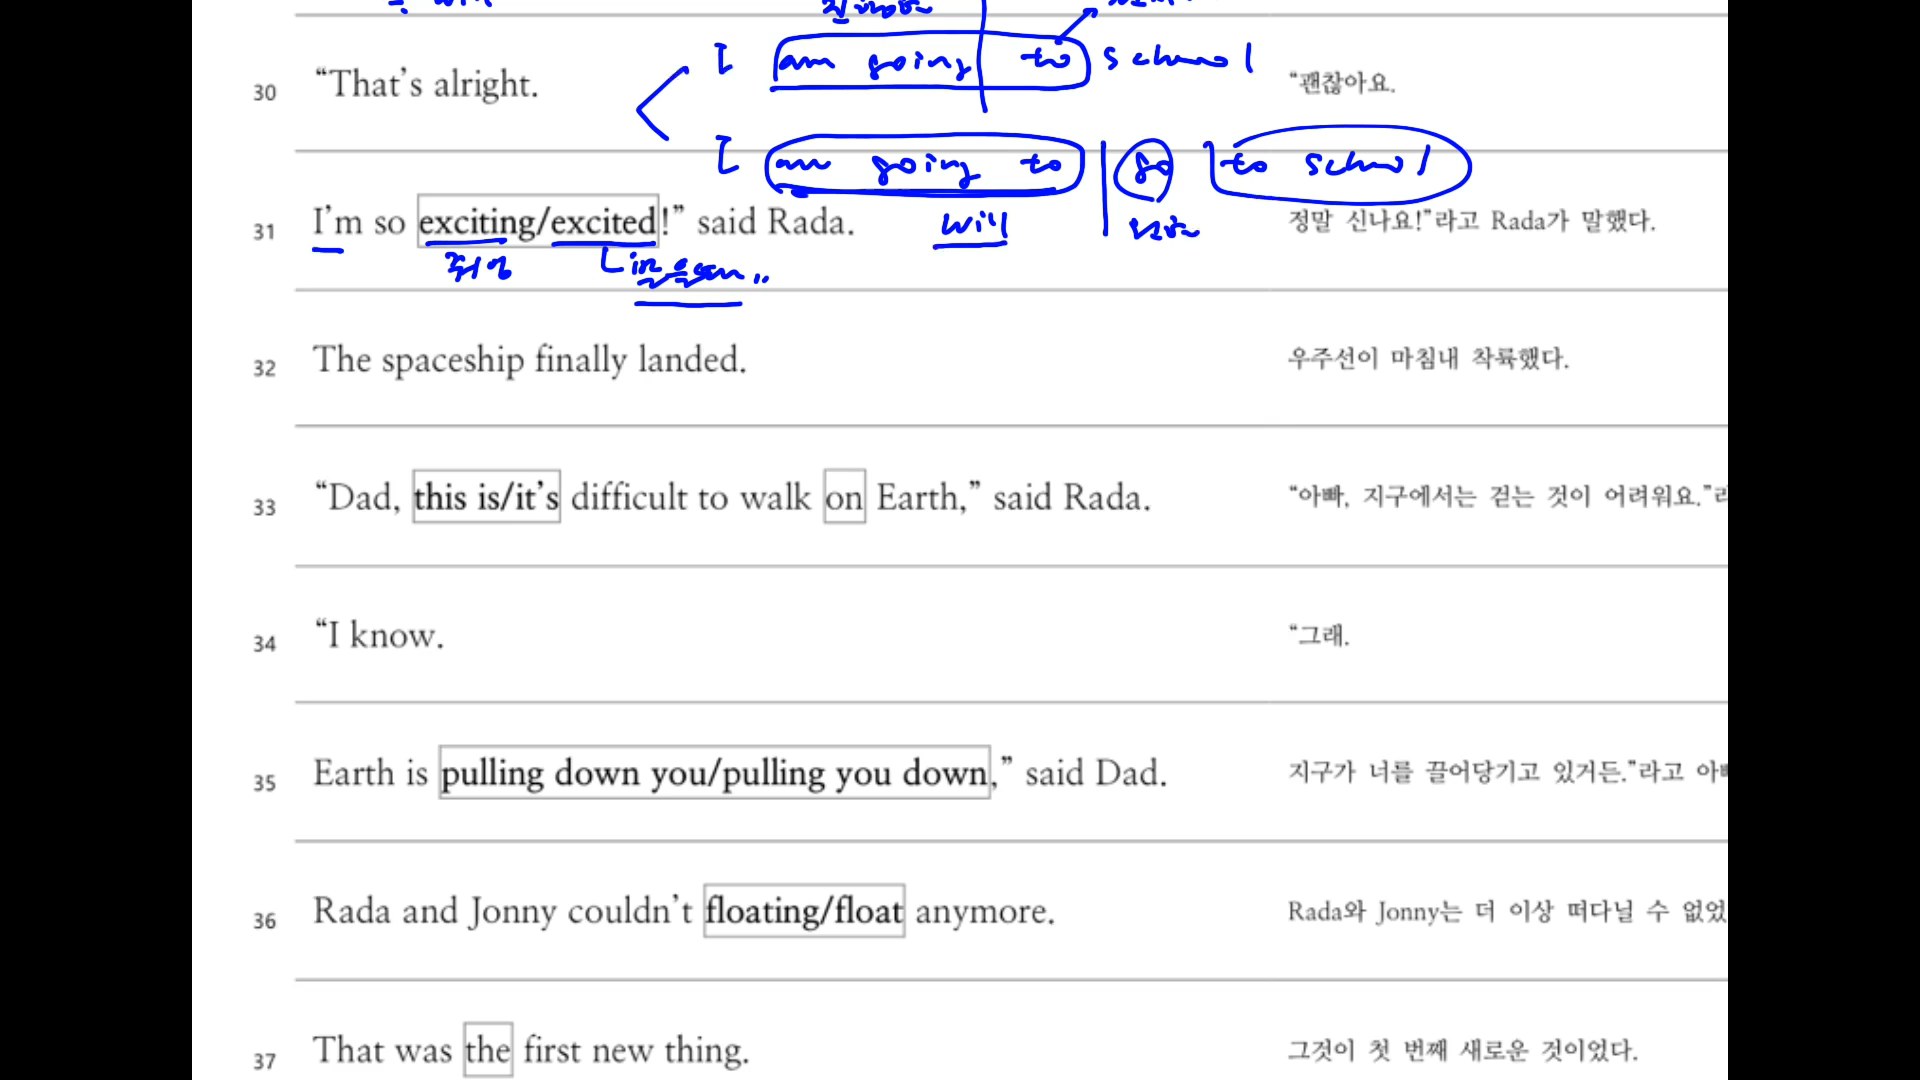 I am going to school
30 “That’s alright. “괜찮아요.
I am going to go to school
31 I’m so exciting/excited!” said Rada. 정말 신나요!”라고 Rada가 말했다.
will
32 The spaceship finally landed. 우주선이 마침내 착륙했다.
33 “Dad, this is/it’s difficult to walk on Earth,” said Rada. “아빠, 지구에서는 걷는 것이 어려워요.”
34 “I know. “그래.
35 Earth is pulling down you/pulling you down,” said Dad. 지구가 너를 끌어당기고 있거든.”라고
36 Rada and Jonny couldn’t floating/float anymore. Rada와 Jonny는 더 이상 떠다닐 수 없었
37 That was the first new thing. 그것이 첫 번째 새로운 것이었다.